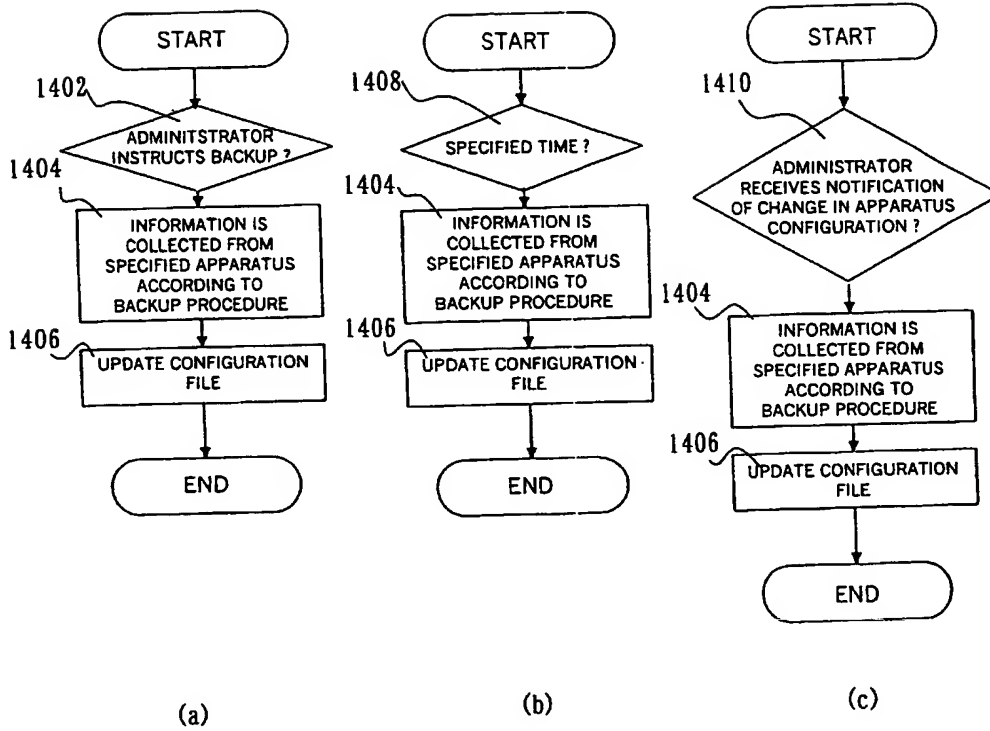 START
1402
ADMINITSTRATOR
INSTRUCTS BACKUP ?
1404
INFORMATION IS
COLLECTED FROM
SPECIFIED APPARATUS
ACCORDING TO
BACKUP PROCEDURE
1406
UPDATE CONFIGURATION
FILE
END
(a)
START
1408
SPECIFIED TIME ?
1404
INFORMATION IS
COLLECTED FROM
SPECIFIED APPARATUS
ACCORDING TO
BACKUP PROCEDURE
1406
UPDATE CONFIGURATION
FILE
END
(b)
START
1410
ADMINISTRATOR
RECEIVES NOTIFICATION
OF CHANGE IN APPARATUS
CONFIGURATION ?
1404
INFORMATION IS
COLLECTED FROM
SPECIFIED APPARATUS
ACCORDING TO
BACKUP PROCEDURE
1406
UPDATE CONFIGURATION
FILE
END
(c)